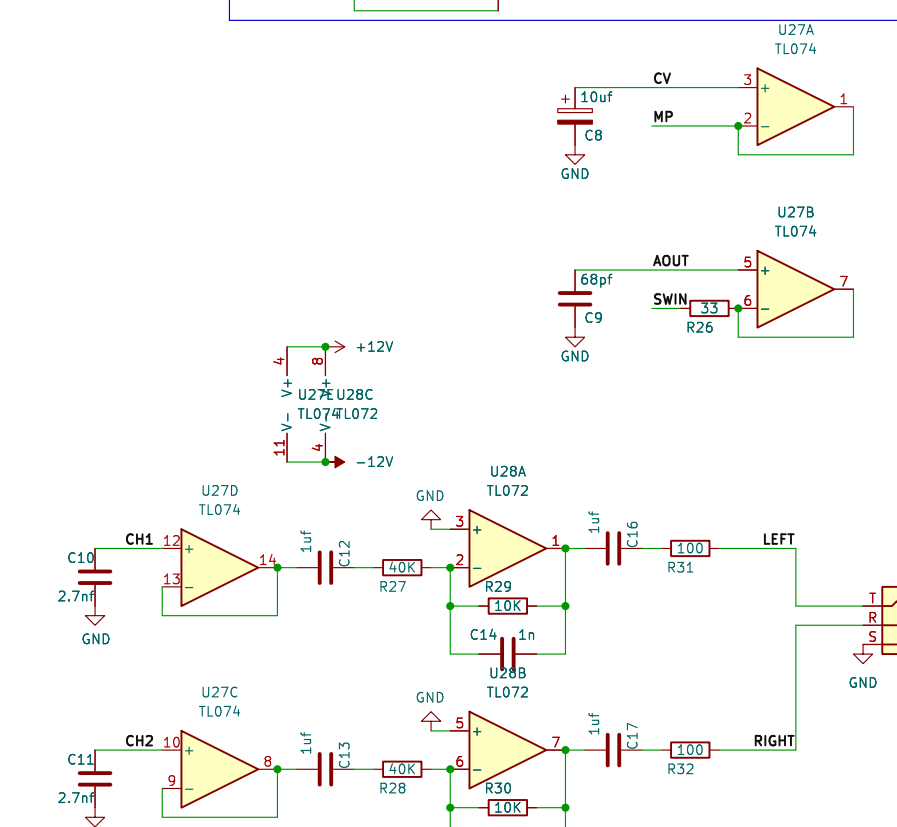 U27A
TL074
CV
3
+
1
+
10uf
MP
2
−
C8
GND
U27B
TL074
AOUT
5
+
7
68pf
SWIN
33
6
−
C9
R26
GND
4
8
+12V
V+
V+
U27E
U28C
TL074
TL072
V-
V-
11
4
-12V
U28A
TL072
U27D
TL074
GND
3
+
1uf
C16
CH1
12
+
1uf
C12
1
100
LEFT
C10
14
2
−
R31
13
−
40K
R27
R29
2.7nf
10K
T
R
GND
C14
1n
S
U28B
TL072
GND
U27C
TL074
GND
5
+
1uf
C17
CH2
10
+
1uf
C13
7
100
RIGHT
C11
8
6
−
R32
9
−
40K
R28
R30
2.7nf
10K